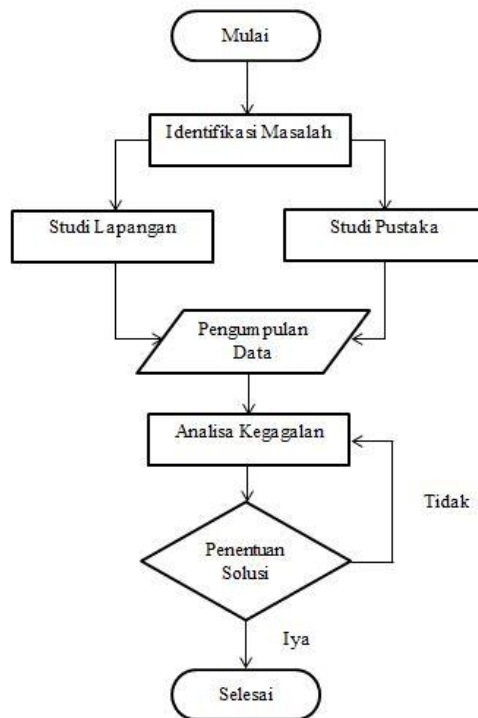 Mulai
Identifikasi Masalah
Studi Lapangan
Studi Pustaka
Pengumpulan
Data
Analisa Kegagalan
Tidak
Penentuan
Solusi
Iya
Selesai